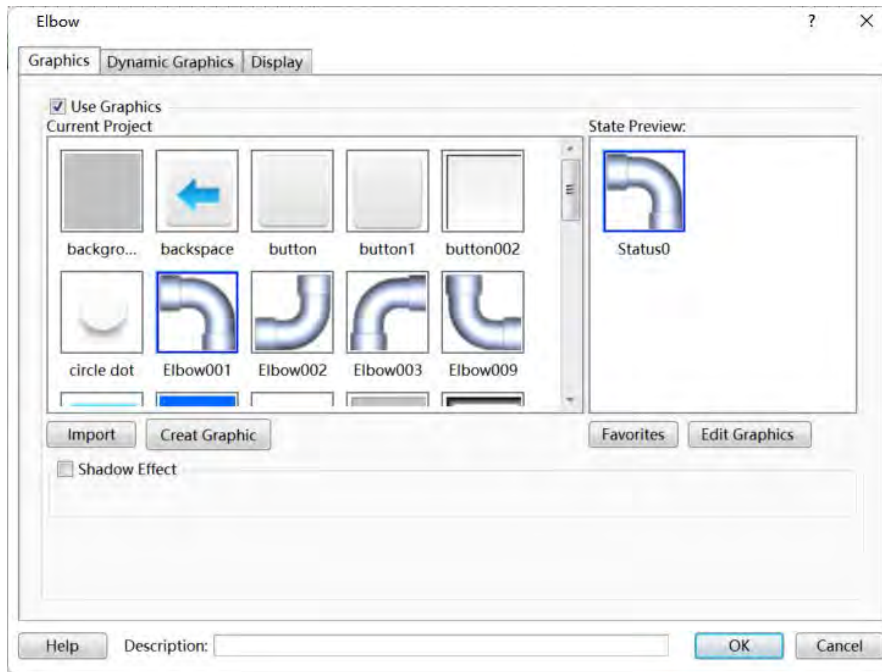 Elbow
Graphics Dynamic Graphics Display
Use Graphics
Current Project State Preview:
backgro... backspace button button1 button002 Status0
circle dot Elbow001 Elbow002 Elbow003 Elbow009
Import Creat Graphic Favorites Edit Graphics
Shadow Effect
Help Description: OK Cancel